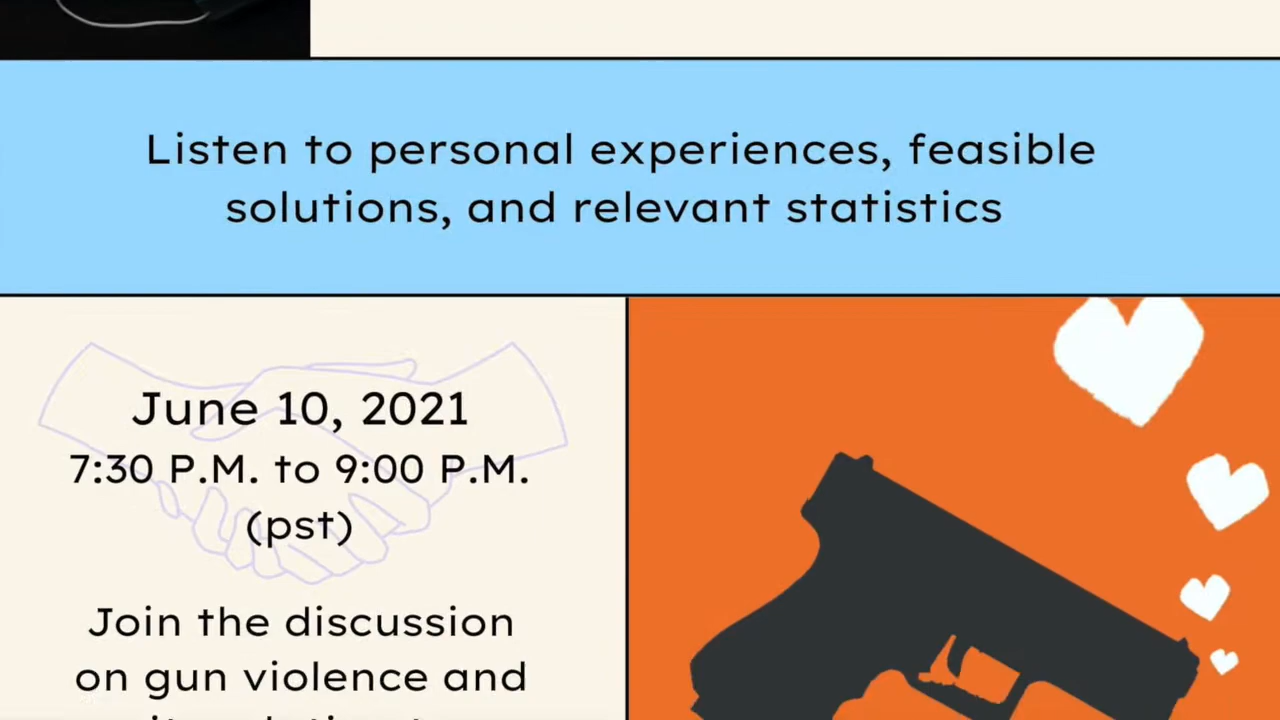 Listen to personal experiences, feasible
solutions, and relevant statistics
June 10, 2021
7:30 P.M. to 9:00 P.M.
(pst)
Join the discussion
on gun violence and